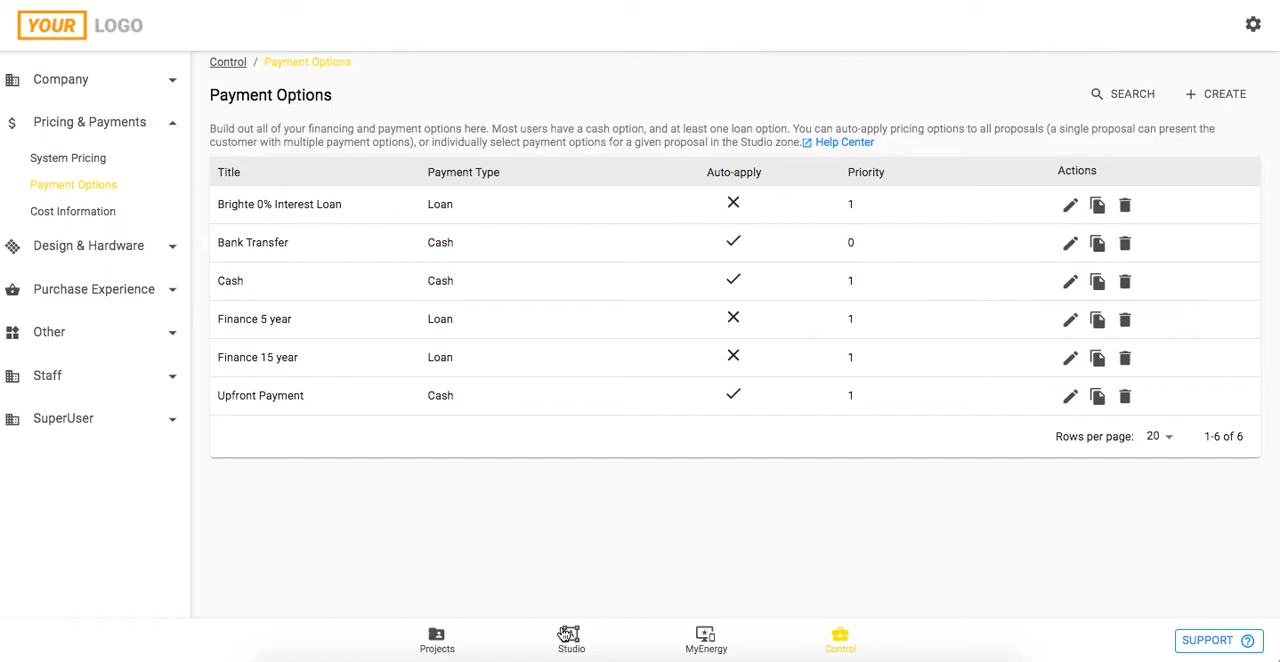 YOUR LOGO
Company
Pricing & Payments
System Pricing
Payment Options
Cost Information
Design & Hardware
Purchase Experience
Other
Staff
SuperUser
Control / Payment Options
Payment Options
SEARCH + CREATE
Build out all of your financing and payment options here. Most users have a cash option, and at least one loan option. You can auto-apply pricing options to all proposals (a single proposal can present the
customer with multiple payment options), or individually select payment options for a given proposal in the Studio zone. Help Center
Title Payment Type Auto-apply Priority Actions
Brighte 0% Interest Loan Loan 1
Bank Transfer Cash 0
Cash Cash 1
Finance 5 year Loan 1
Finance 15 year Loan 1
Upfront Payment Cash 1
Rows per page: 20 1-6 of 6
Projects Studio MyEnergy Control
SUPPORT